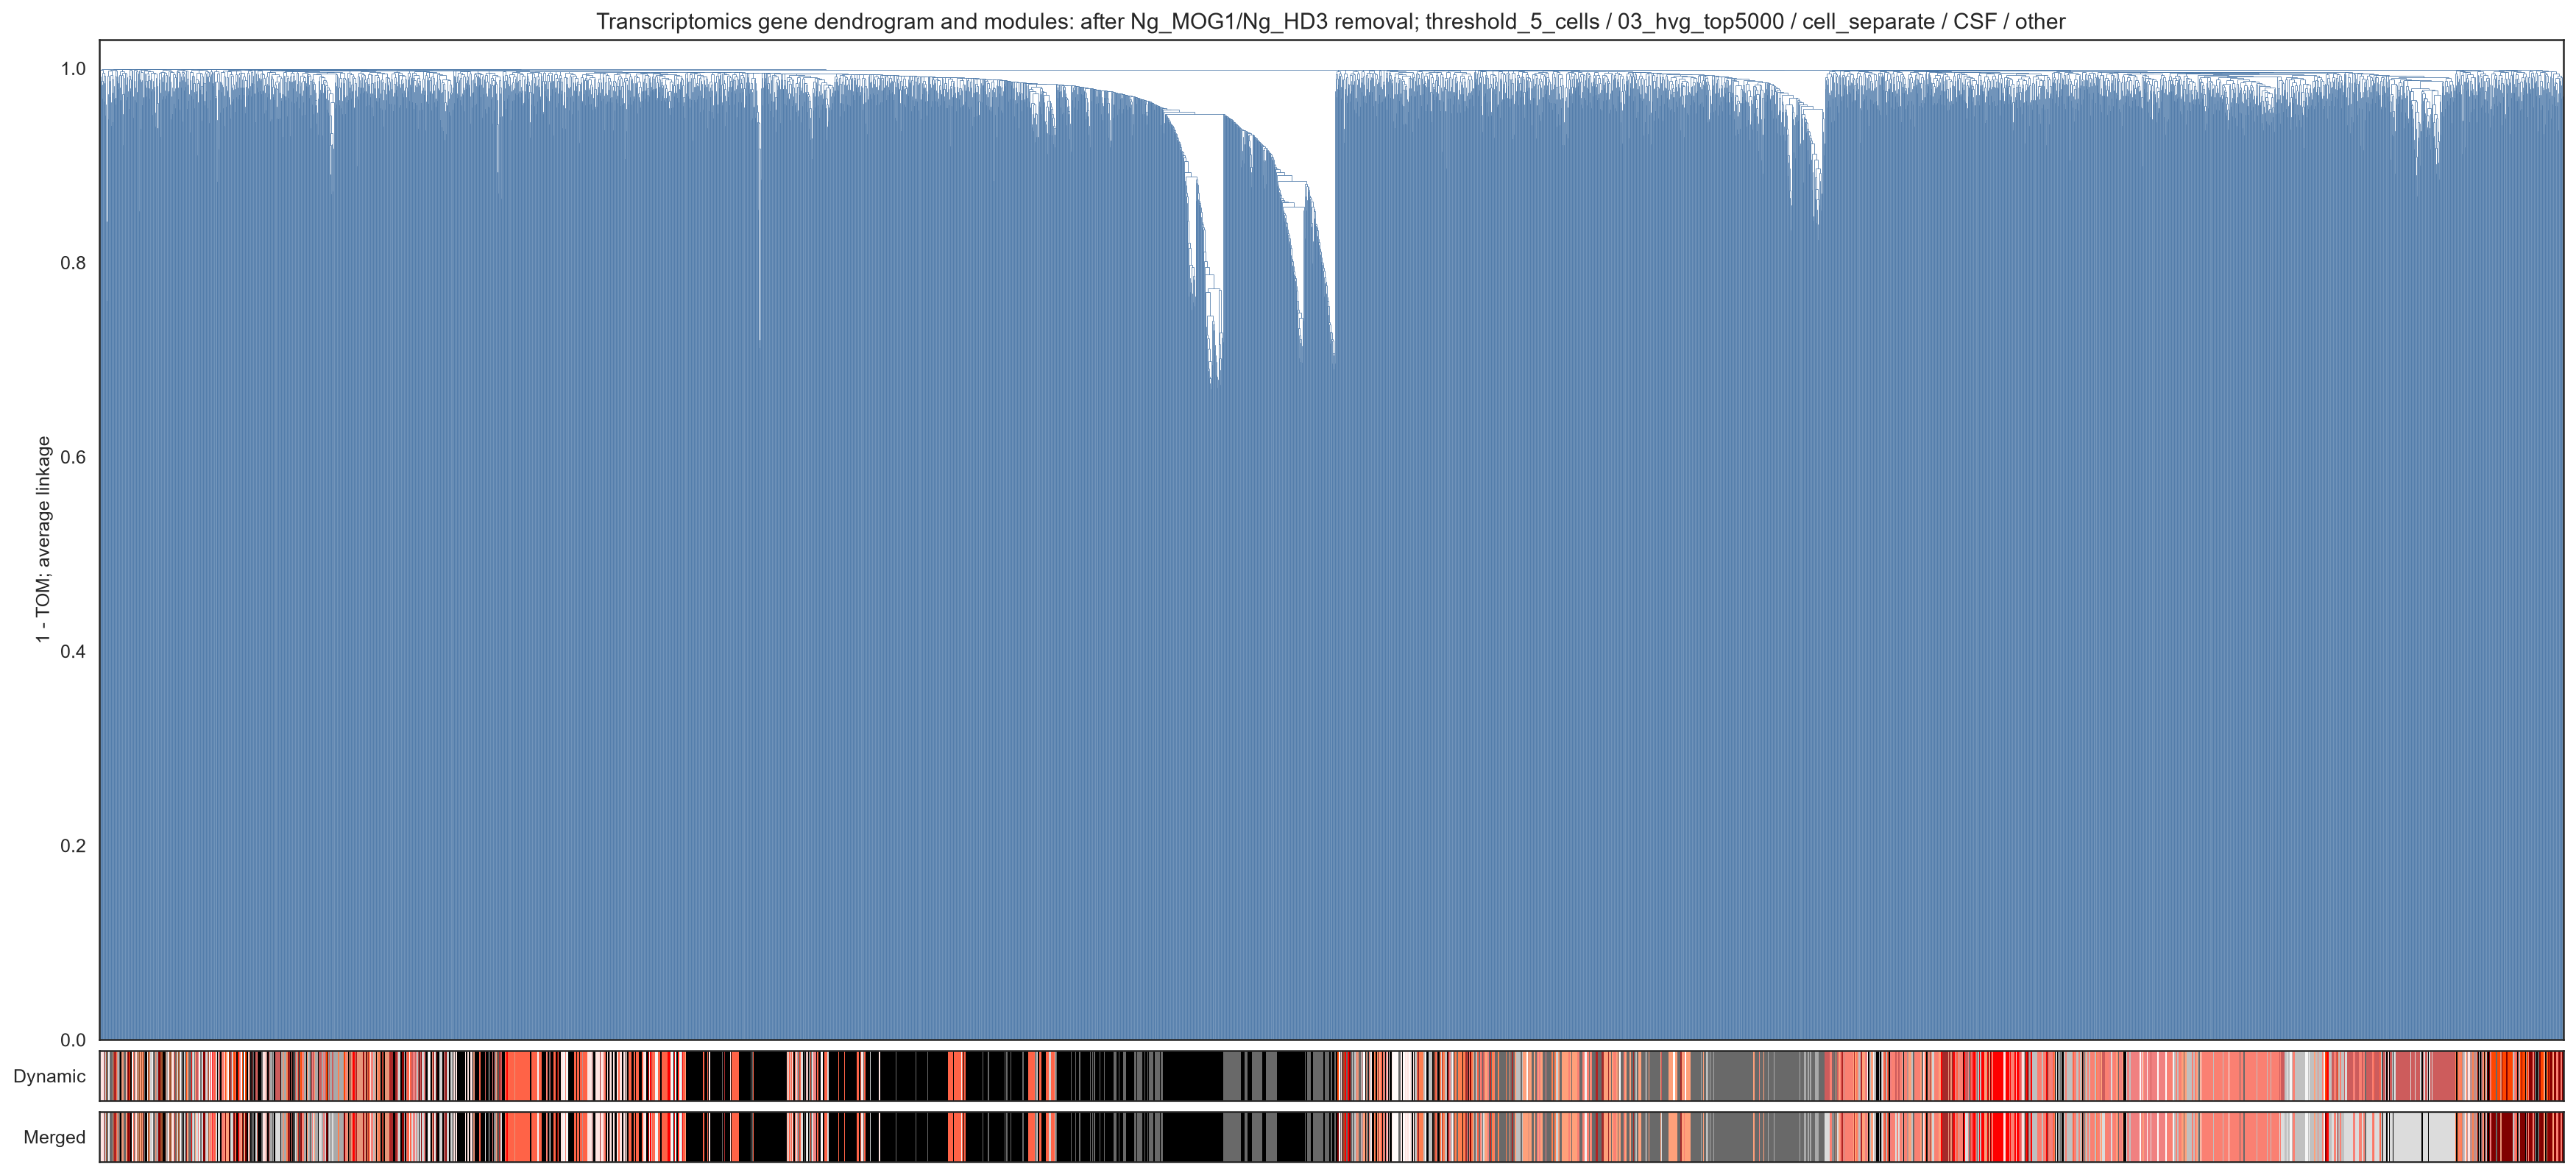 Transcriptomics gene dendrogram and modules: after Ng_MOG1/Ng_HD3 removal; threshold_5_cells / 03_hvg_top5000 / cell_separate / CSF / other
1.0
0.8
0.6
0.4
0.2
0.0
1 - TOM; average linkage
Dynamic
Merged